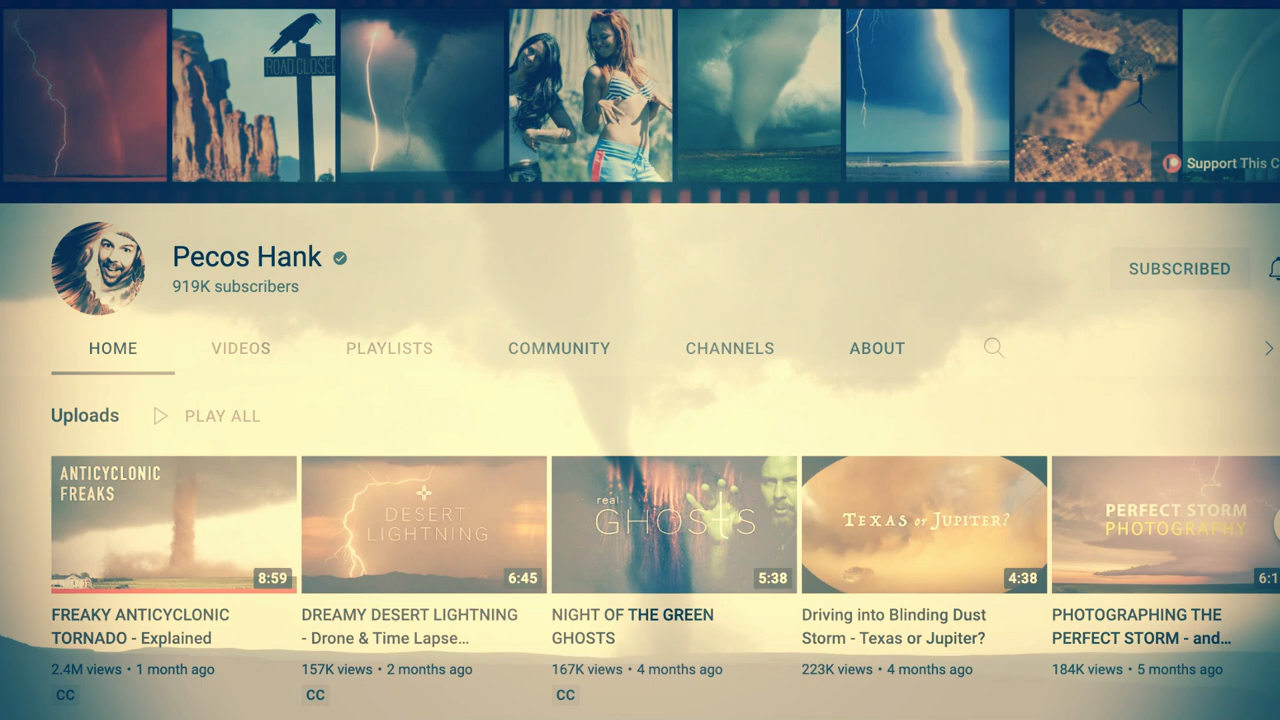 ROAD CLOSED
Support This C
Pecos Hank
919K subscribers
SUBSCRIBED
HOME VIDEOS PLAYLISTS COMMUNITY CHANNELS ABOUT
Uploads PLAY ALL
ANTICYCLONIC
FREAKS
8:59
DESERT
LIGHTNING
6:45
real
GHOSTS
5:38
TEXAS or JUPITER?
4:38
PERFECT STORM
PHOTOGRAPHY
6:1
FREAKY ANTICYCLONIC
TORNADO - Explained
2.4M views • 1 month ago
CC
DREAMY DESERT LIGHTNING
- Drone & Time Lapse...
157K views • 2 months ago
CC
NIGHT OF THE GREEN
GHOSTS
167K views • 4 months ago
CC
Driving into Blinding Dust
Storm - Texas or Jupiter?
223K views • 4 months ago
PHOTOGRAPHING THE
PERFECT STORM - and...
184K views • 5 months ago